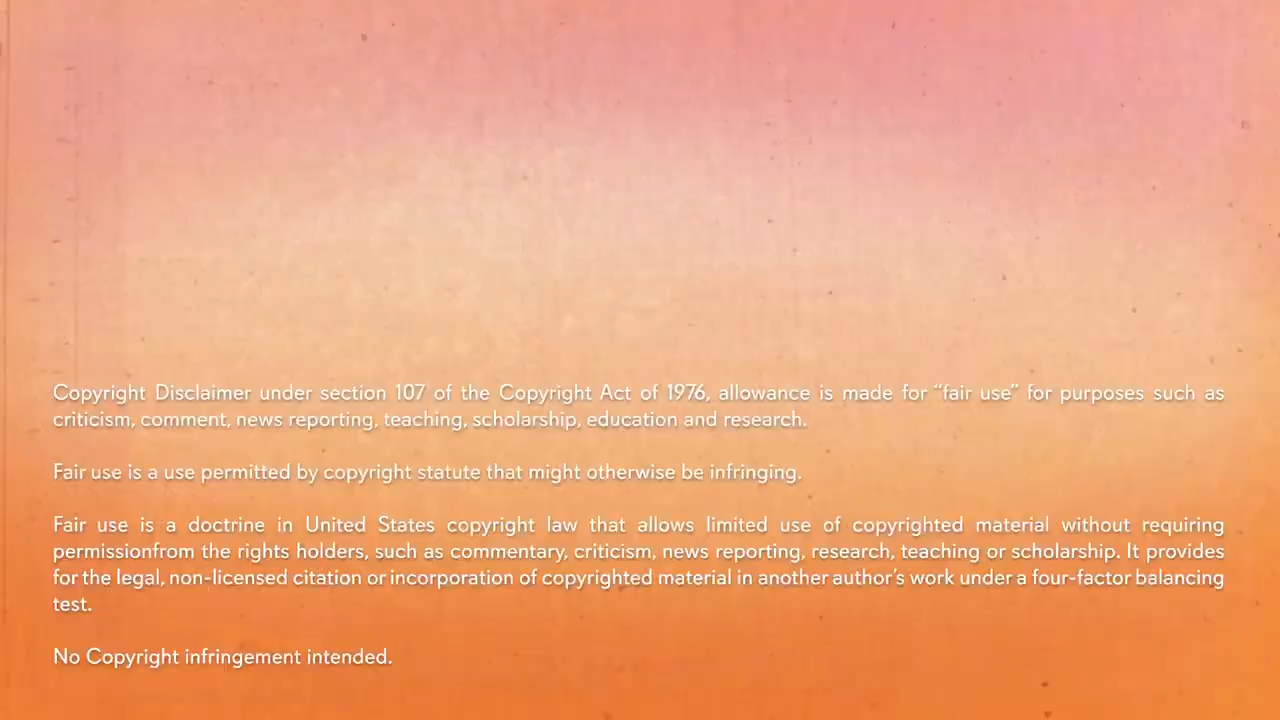 Copyright Disclaimer under section 107 of the Copyright Act of 1976, allowance is made for “fair use” for purposes such as
criticism, comment, news reporting, teaching, scholarship, education and research.
Fair use is a use permitted by copyright statute that might otherwise be infringing.
Fair use is a doctrine in United States copyright law that allows limited use of copyrighted material without requiring
permissionfrom the rights holders, such as commentary, criticism, news reporting, research, teaching or scholarship. It provides
for the legal, non-licensed citation or incorporation of copyrighted material in another author’s work under a four-factor balancing
test.
No Copyright infringement intended.